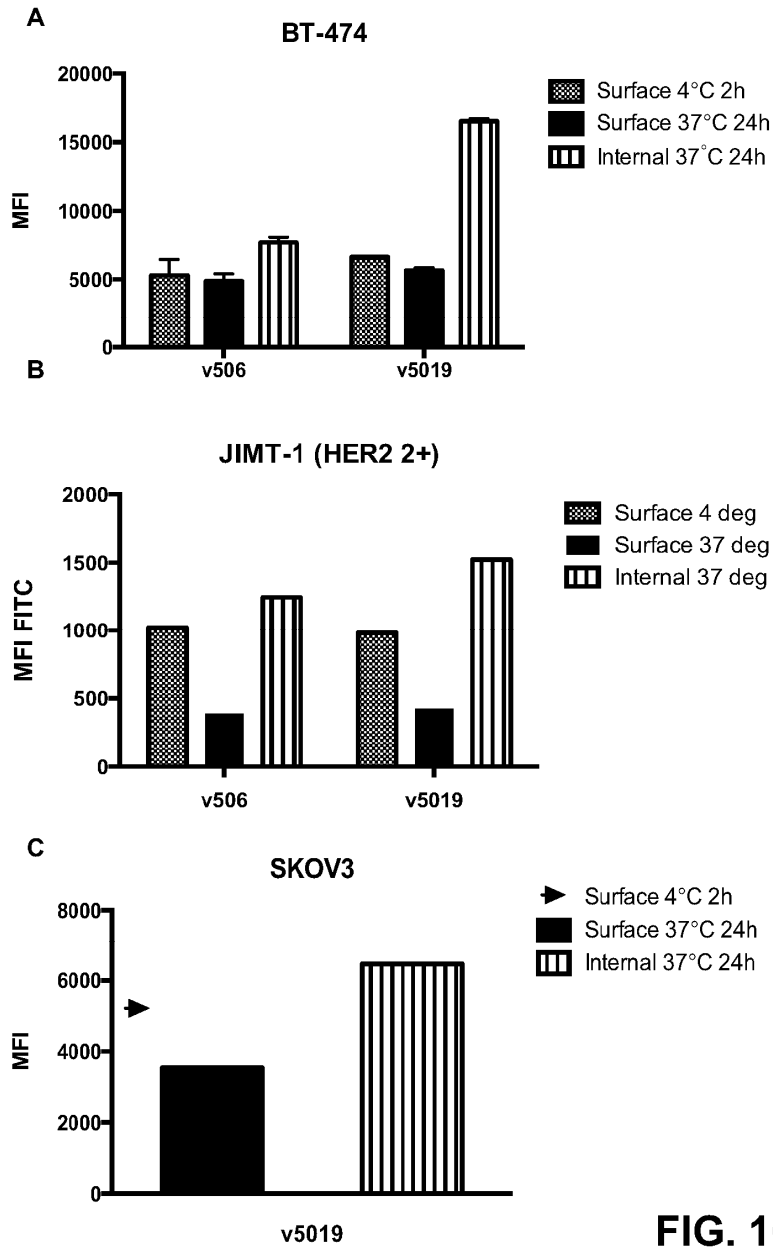 A
BT-474
20000
15000
10000
5000
0
MFI
v506
v5019
Surface 4°C 2h
Surface 37°C 24h
Internal 37°C 24h
B
JIMT-1 (HER2 2+)
2000
1500
1000
500
0
MFI FITC
v506
v5019
Surface 4 deg
Surface 37 deg
Internal 37 deg
C
SKOV3
8000
6000
4000
2000
0
MFI
v5019
Surface 4°C 2h
Surface 37°C 24h
Internal 37°C 24h
FIG. 1